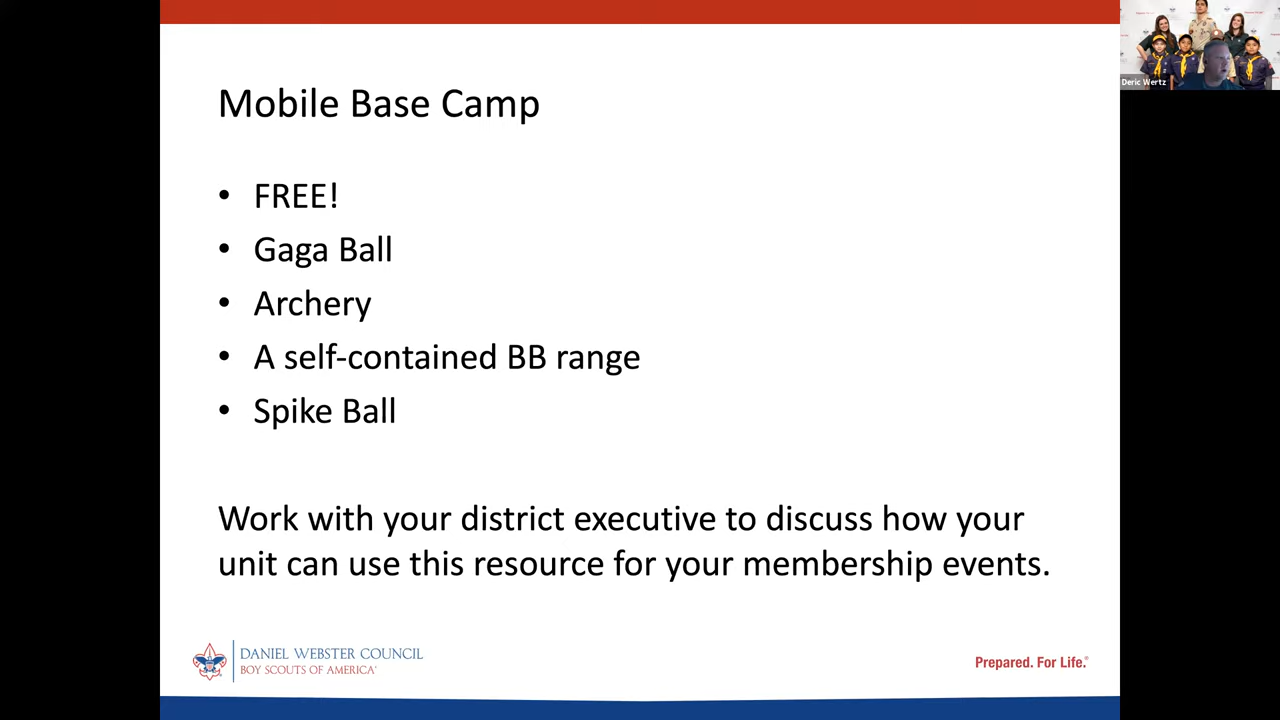 Mobile Base Camp
• FREE!
• Gaga Ball
• Archery
• A self-contained BB range
• Spike Ball
Work with your district executive to discuss how your
unit can use this resource for your membership events.
DANIEL WEBSTER COUNCIL
BOY SCOUTS OF AMERICA®
Prepared. For Life.®
Deric Wertz